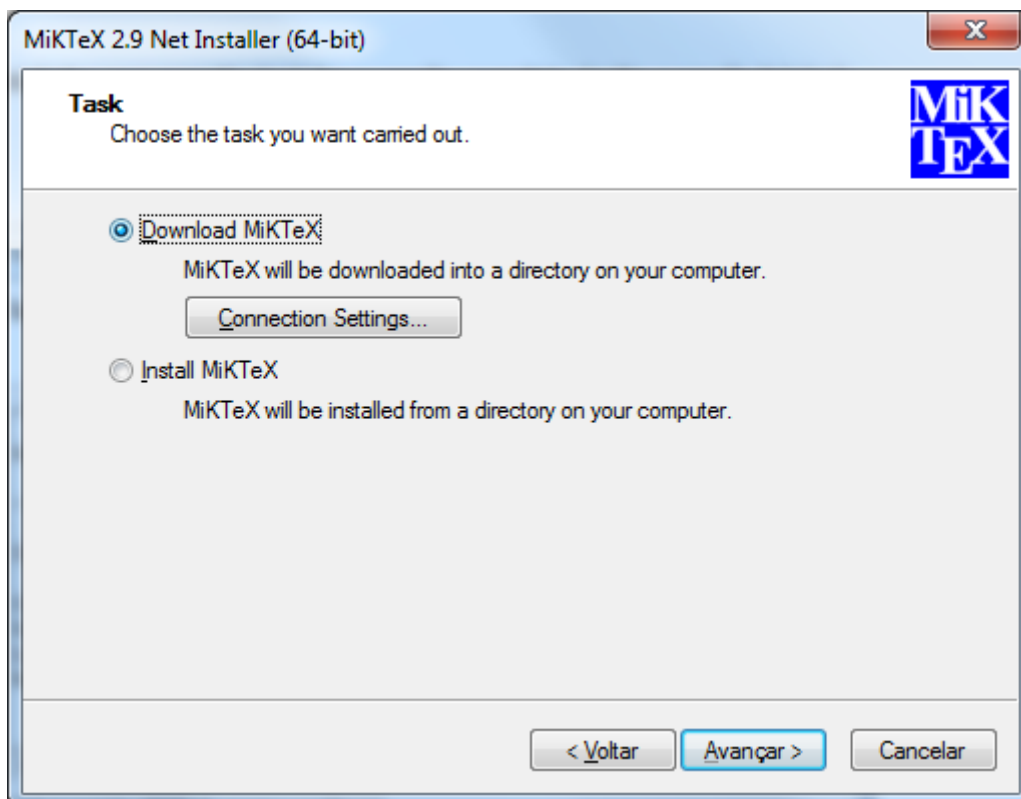 MiKTeX 2.9 Net Installer (64-bit)
Task
Choose the task you want carried out.
MiK
TEX
Download MiKTeX
MiKTeX will be downloaded into a directory on your computer.
Connection Settings...
Install MiKTeX
MiKTeX will be installed from a directory on your computer.
< Voltar
Avançar >
Cancelar